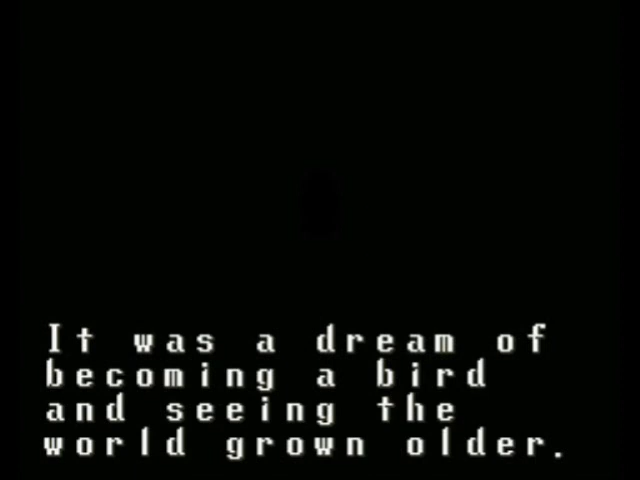 It was a dream of
becoming a bird
and seeing the
world grown older.